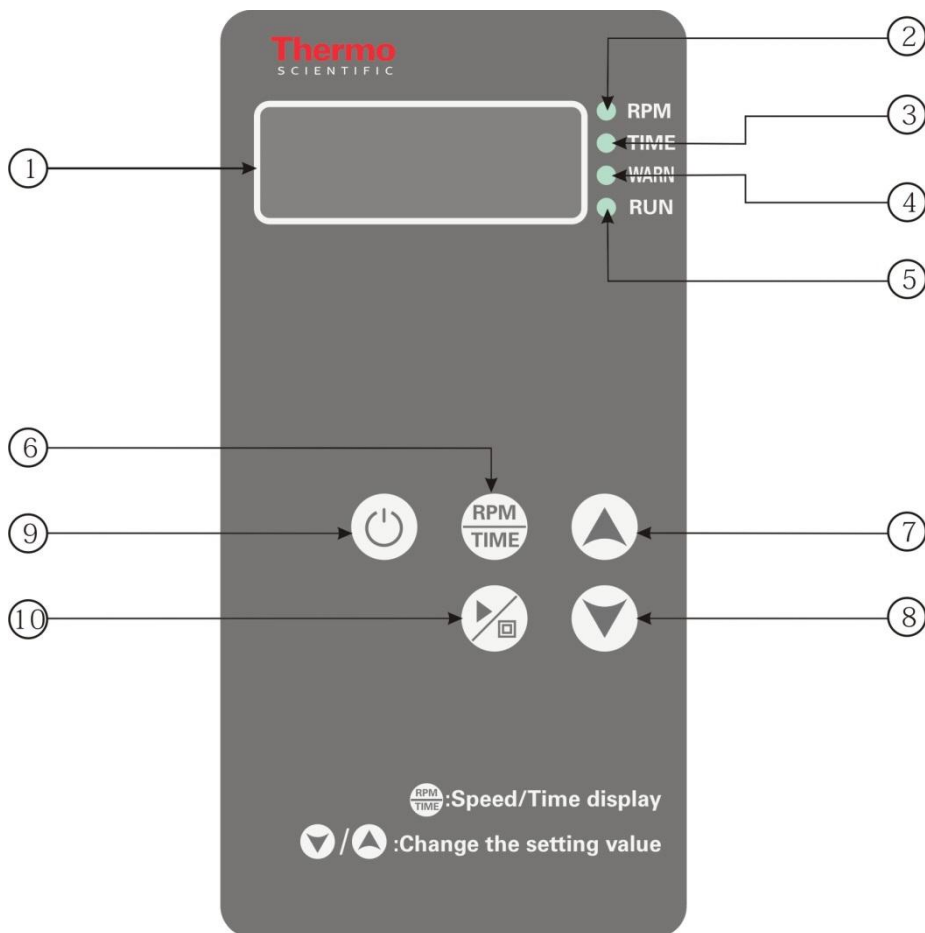 Thermo
SCIENTIFIC
② RPM
③ TIME
① WARN
④ RUN
⑤
⑥
RPM
TIME
⑨ ⑦
⑩ ⑧
RPM
TIME :Speed/Time display
/ :Change the setting value